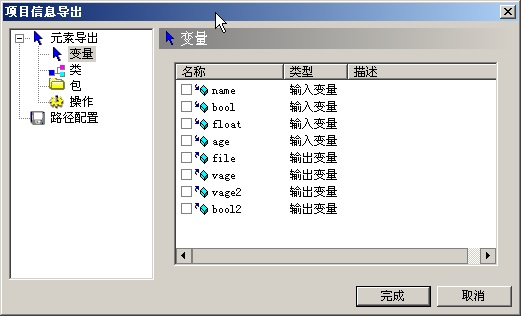 项目信息导出
元素导出
变量
类
包
操作
路径配置
变量
名称 类型 描述
name 输入变量
bool 输入变量
float 输入变量
age 输入变量
file 输出变量
vage 输出变量
vage2 输出变量
bool2 输出变量
完成 取消